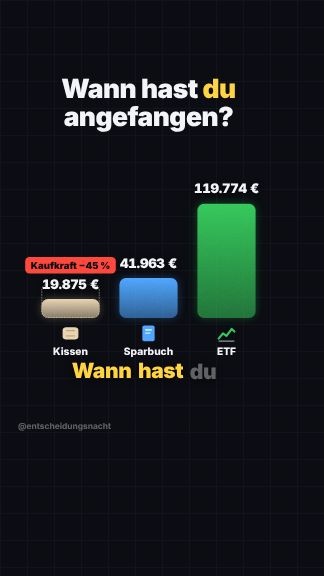 Wann hast du
angefangen?
119.774 €
Kaufkraft −45 %
41.963 €
19.875 €
Kissen
Sparbuch
ETF
Wann hast du
@entscheidungsnacht